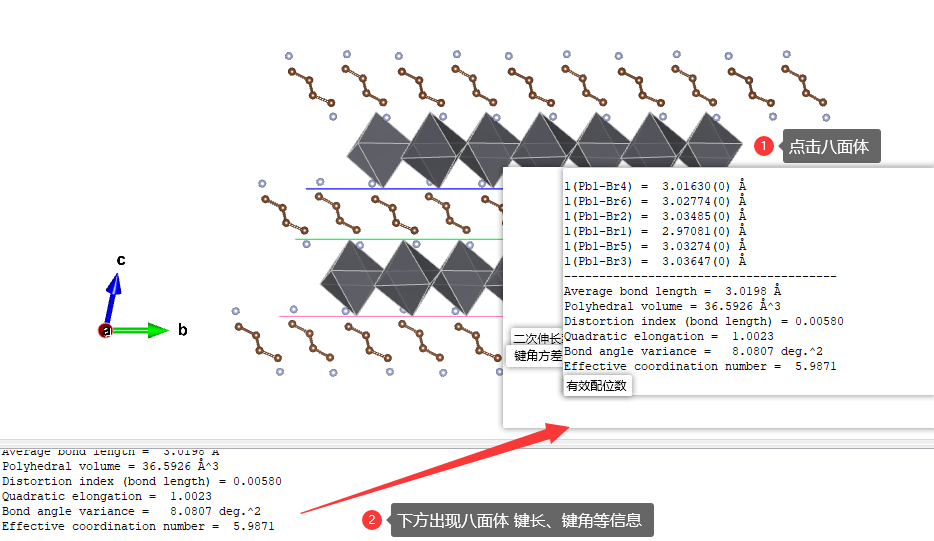 1 点击八面体
l(Pb1-Br4) =  3.01630(0) Å
l(Pb1-Br6) =  3.02774(0) Å
l(Pb1-Br2) =  3.03485(0) Å
l(Pb1-Br1) =  2.97081(0) Å
l(Pb1-Br5) =  3.03274(0) Å
l(Pb1-Br3) =  3.03647(0) Å
---------------------------------------
Average bond length =  3.0198 Å
Polyhedral volume = 36.5926 Å^3
Distortion index (bond length) = 0.00580
二次伸长
Quadratic elongation =  1.0023
键角方差
Bond angle variance =   8.0807 deg.^2
Effective coordination number =  5.9871
有效配位数
c
a
b
Average bond length =  3.0198 Å
Polyhedral volume = 36.5926 Å^3
Distortion index (bond length) = 0.00580
Quadratic elongation =  1.0023
Bond angle variance =   8.0807 deg.^2
Effective coordination number =  5.9871
2 下方出现八面体 键长、键角等信息